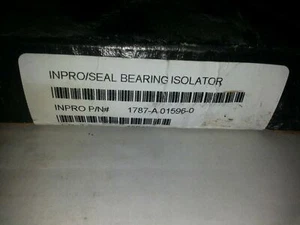 INPRO/SEAL BEARING ISOLATOR
INPRO P/N# 1787-A 01596-0